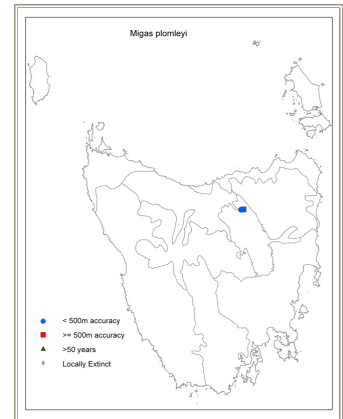 Migas plomleyi
< 500m accuracy
>= 500m accuracy
>50 years
Locally Extinct